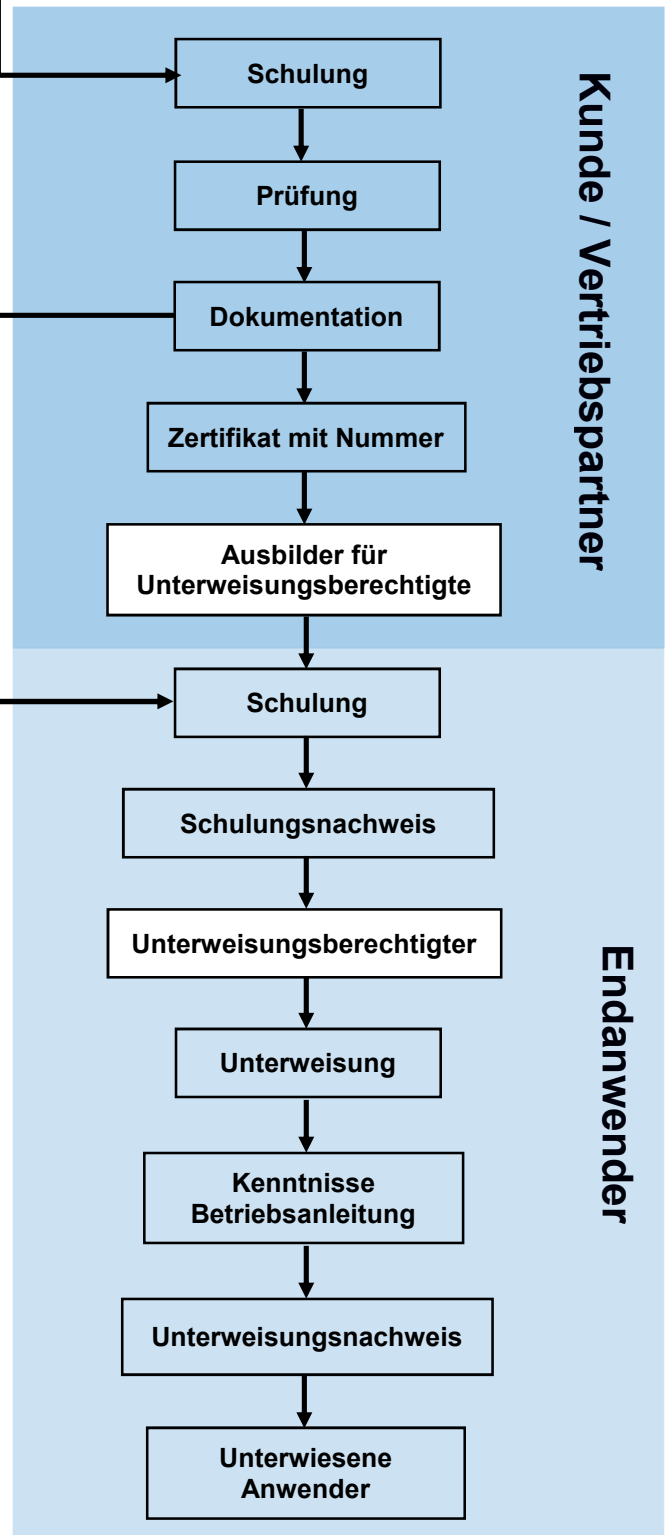 Schulung
Prüfung
Dokumentation
Zertifikat mit Nummer
Ausbilder für
Unterweisungsberechtigte
Kunde / Vertriebspartner
Schulung
Schulungsnachweis
Unterweisungsberechtigter
Unterweisung
Kenntnisse
Betriebsanleitung
Unterweisungsnachweis
Unterwiesene
Anwender
Endanwender